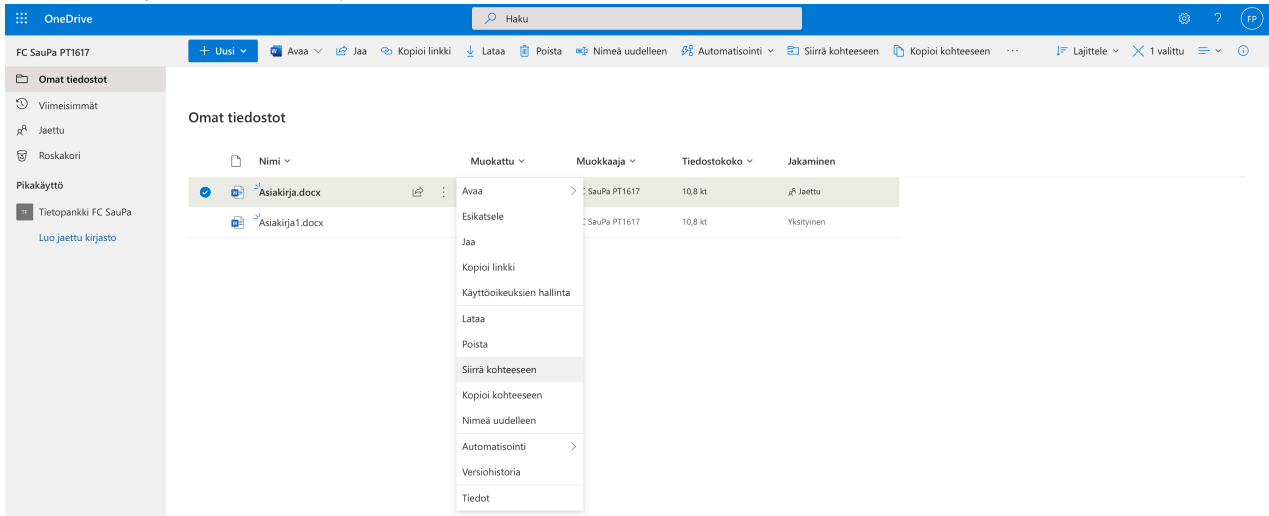 OneDrive
Haku
FP
FC SauPa PT1617
Uusi
Avaa
Jaa
Kopioi linkki
Lataa
Poista
Nimeä uudelleen
Automatisointi
Siirrä kohteeseen
Kopioi kohteeseen
Lajittele
1 valittu
Omat tiedostot
Viimeisimmät
Jaettu
Roskakori
Pikakäyttö
TF Tietopankki FC SauPa
Luo jaettu kirjasto
Omat tiedostot
Nimi Muokattu Muokkaaja Tiedostokoko Jakaminen
Asiakirja.docx SauPa PT1617 10,8 kt Jaettu
Asiakirja1.docx SauPa PT1617 10,8 kt Yksityinen
Avaa
Esikatsele
Jaa
Kopioi linkki
Käyttöoikeuksien hallinta
Lataa
Poista
Siirrä kohteeseen
Kopioi kohteeseen
Nimeä uudelleen
Automatisointi
Versiohistoria
Tiedot